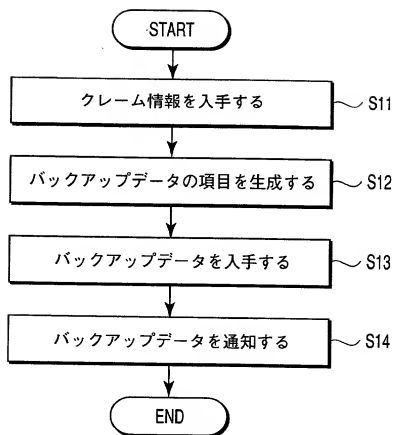 START
クレーム情報を入手する
S11
バックアップデータの項目を生成する
S12
バックアップデータを入手する
S13
バックアップデータを通知する
S14
END